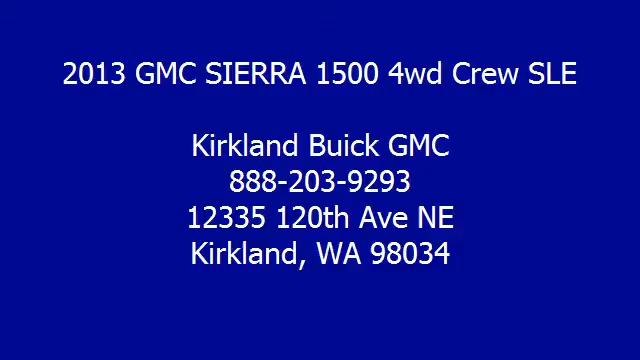 2013 GMC SIERRA 1500 4wd Crew SLE
Kirkland Buick GMC
888-203-9293
12335 120th Ave NE
Kirkland, WA 98034